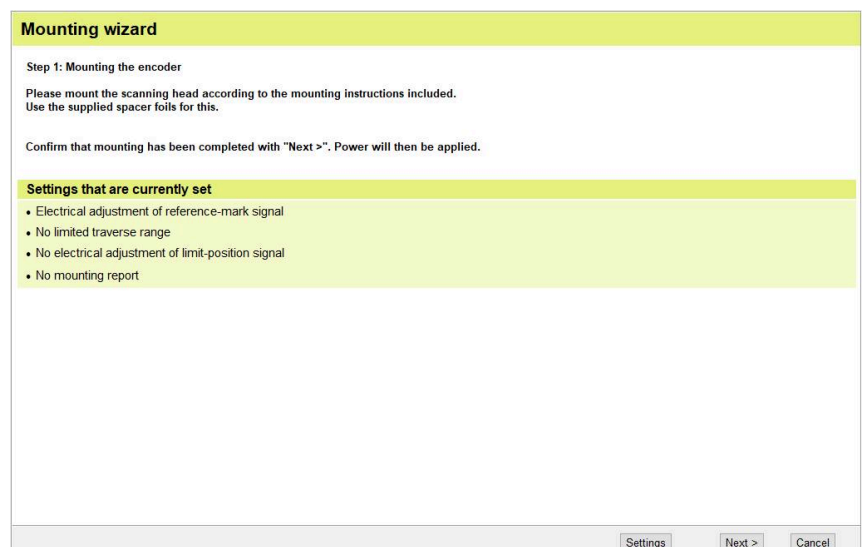 Mounting wizard
Step 1: Mounting the encoder
Please mount the scanning head according to the mounting instructions included.
Use the supplied spacer foils for this.
Confirm that mounting has been completed with "Next >". Power will then be applied.
Settings that are currently set
• Electrical adjustment of reference-mark signal
• No limited traverse range
• No electrical adjustment of limit-position signal
• No mounting report
Settings Next > Cancel